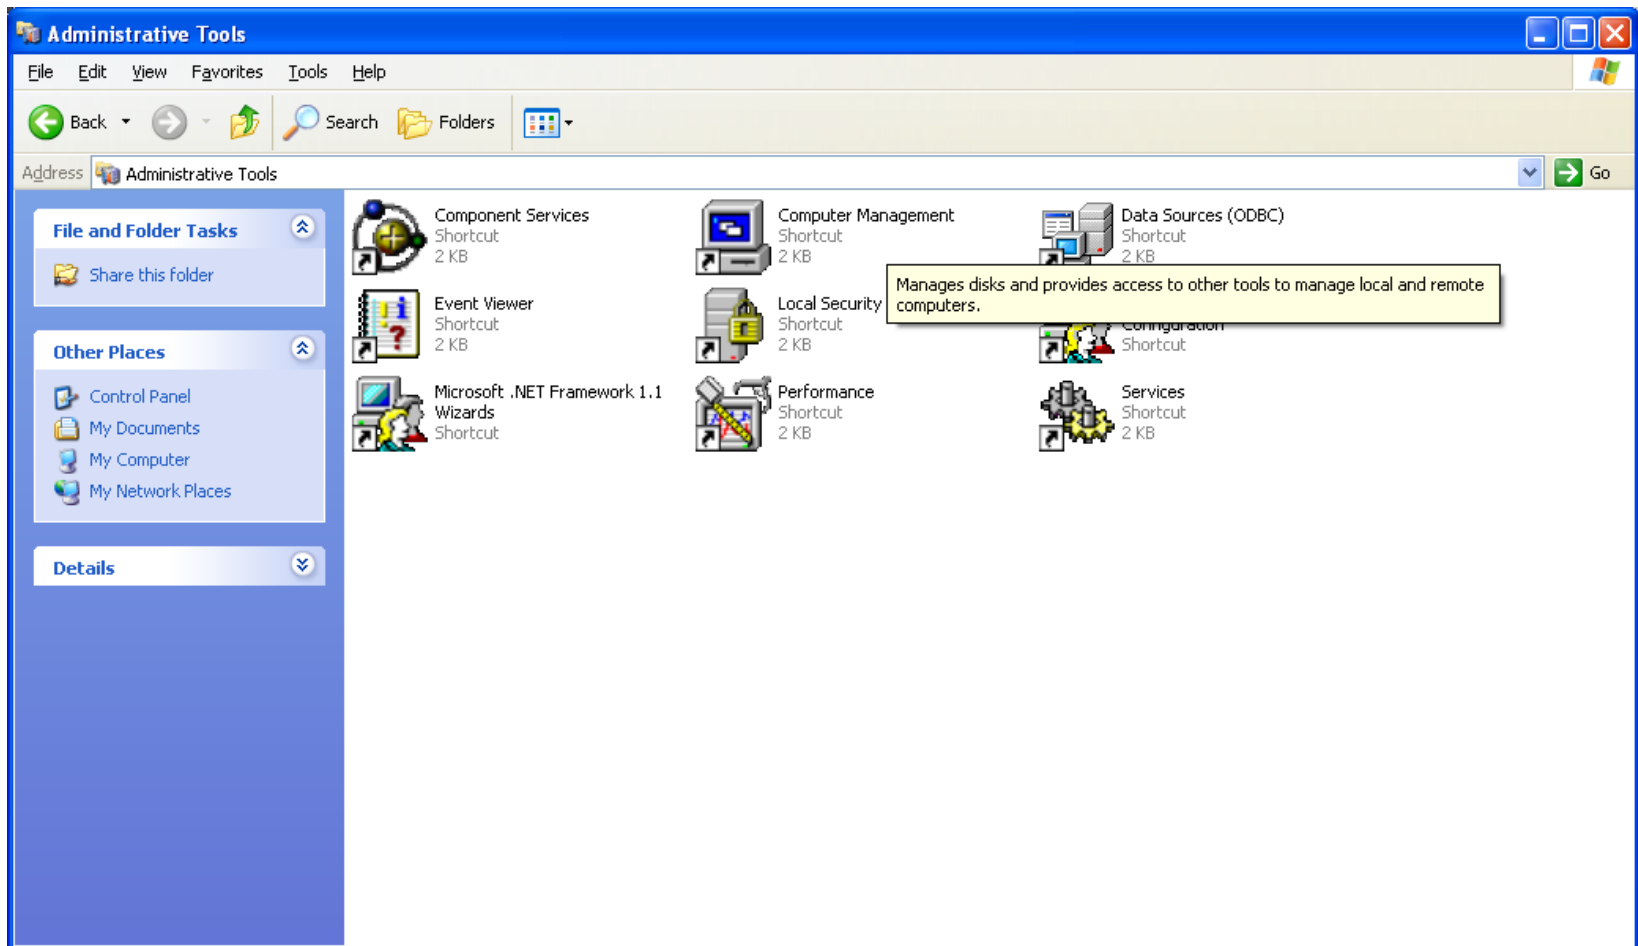 Administrative Tools
File Edit View Favorites Tools Help
Back Search Folders
Address Administrative Tools Go
File and Folder Tasks
Share this folder
Other Places
Control Panel
My Documents
My Computer
My Network Places
Details
Component Services
Shortcut
2 KB
Computer Management
Shortcut
2 KB
Data Sources (ODBC)
Shortcut
2 KB
Manages disks and provides access to other tools to manage local and remote
computers.
Event Viewer
Shortcut
2 KB
Local Security
Shortcut
2 KB
Configuration
Shortcut
Microsoft .NET Framework 1.1
Wizards
Shortcut
Performance
Shortcut
2 KB
Services
Shortcut
2 KB